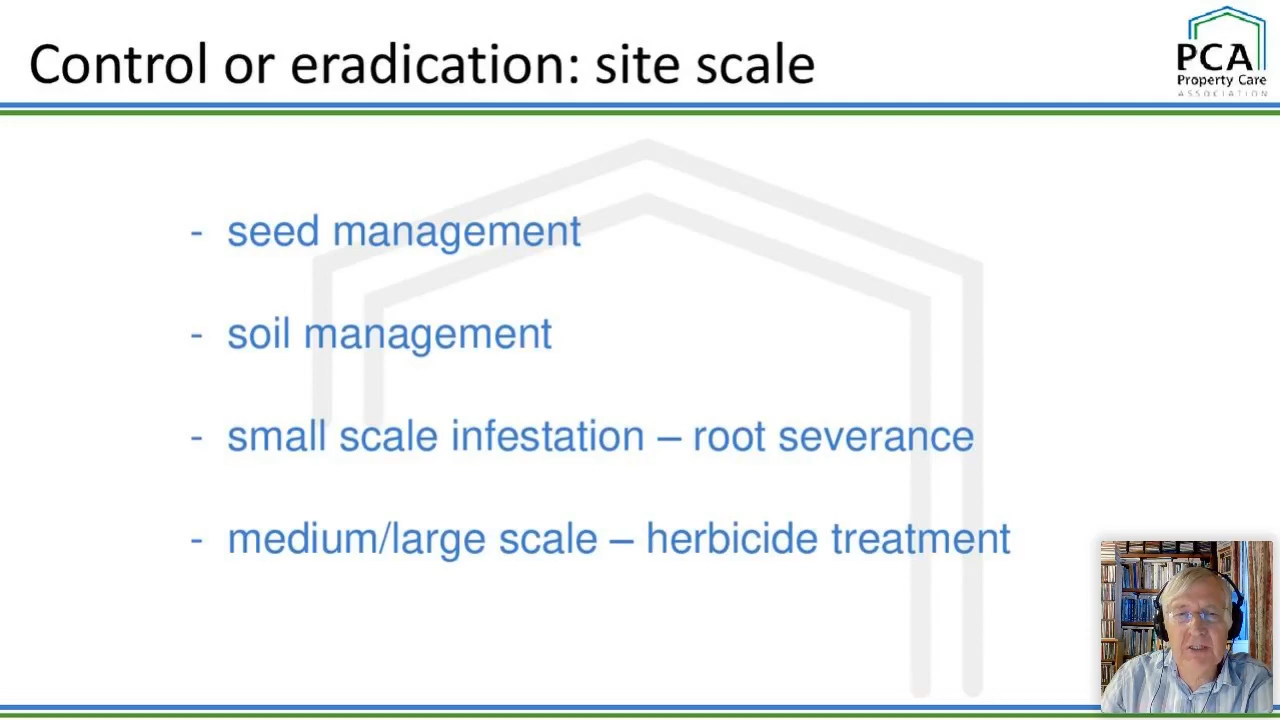 Control or eradication: site scale
PCA
Property Care
ASSOCIATION
- seed management
- soil management
- small scale infestation – root severance
- medium/large scale – herbicide treatment